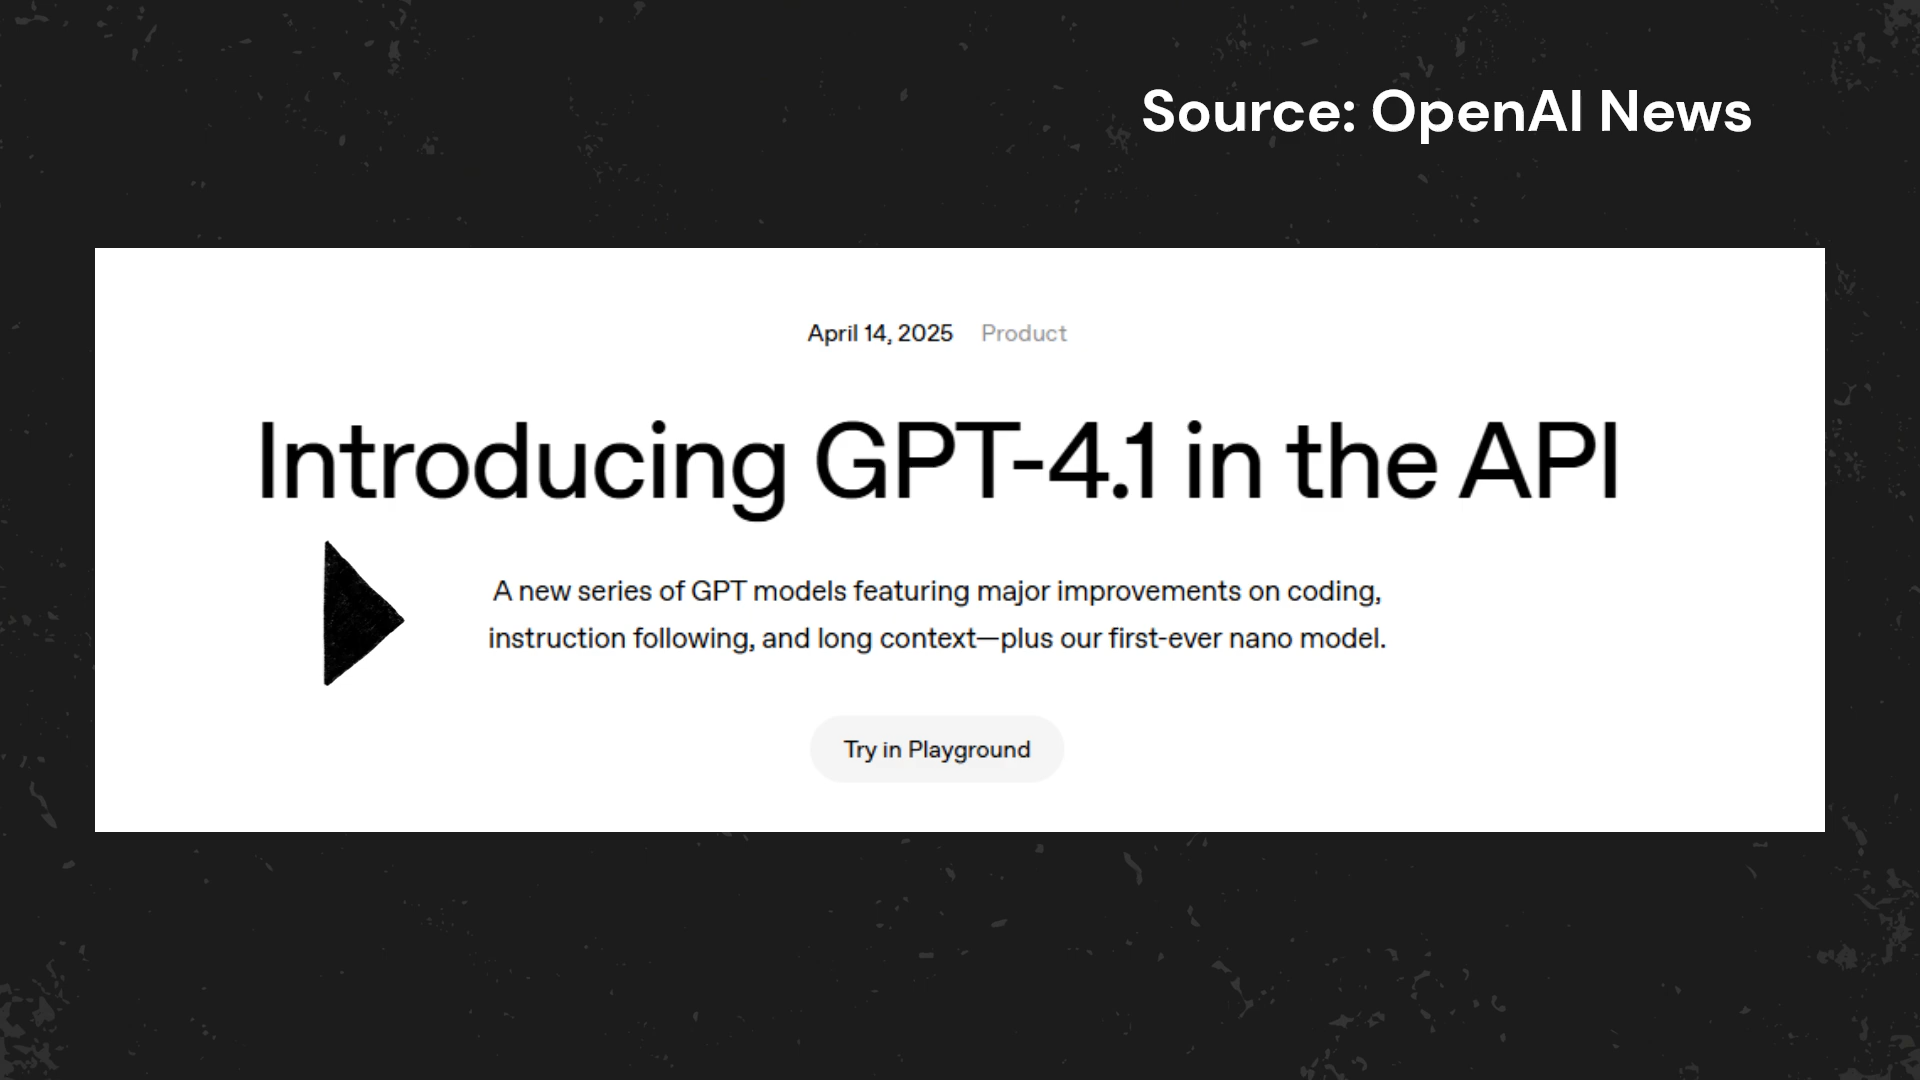 Source: OpenAI News
April 14, 2025 Product
Introducing GPT-4.1 in the API
A new series of GPT models featuring major improvements on coding,
instruction following, and long context—plus our first-ever nano model.
Try in Playground